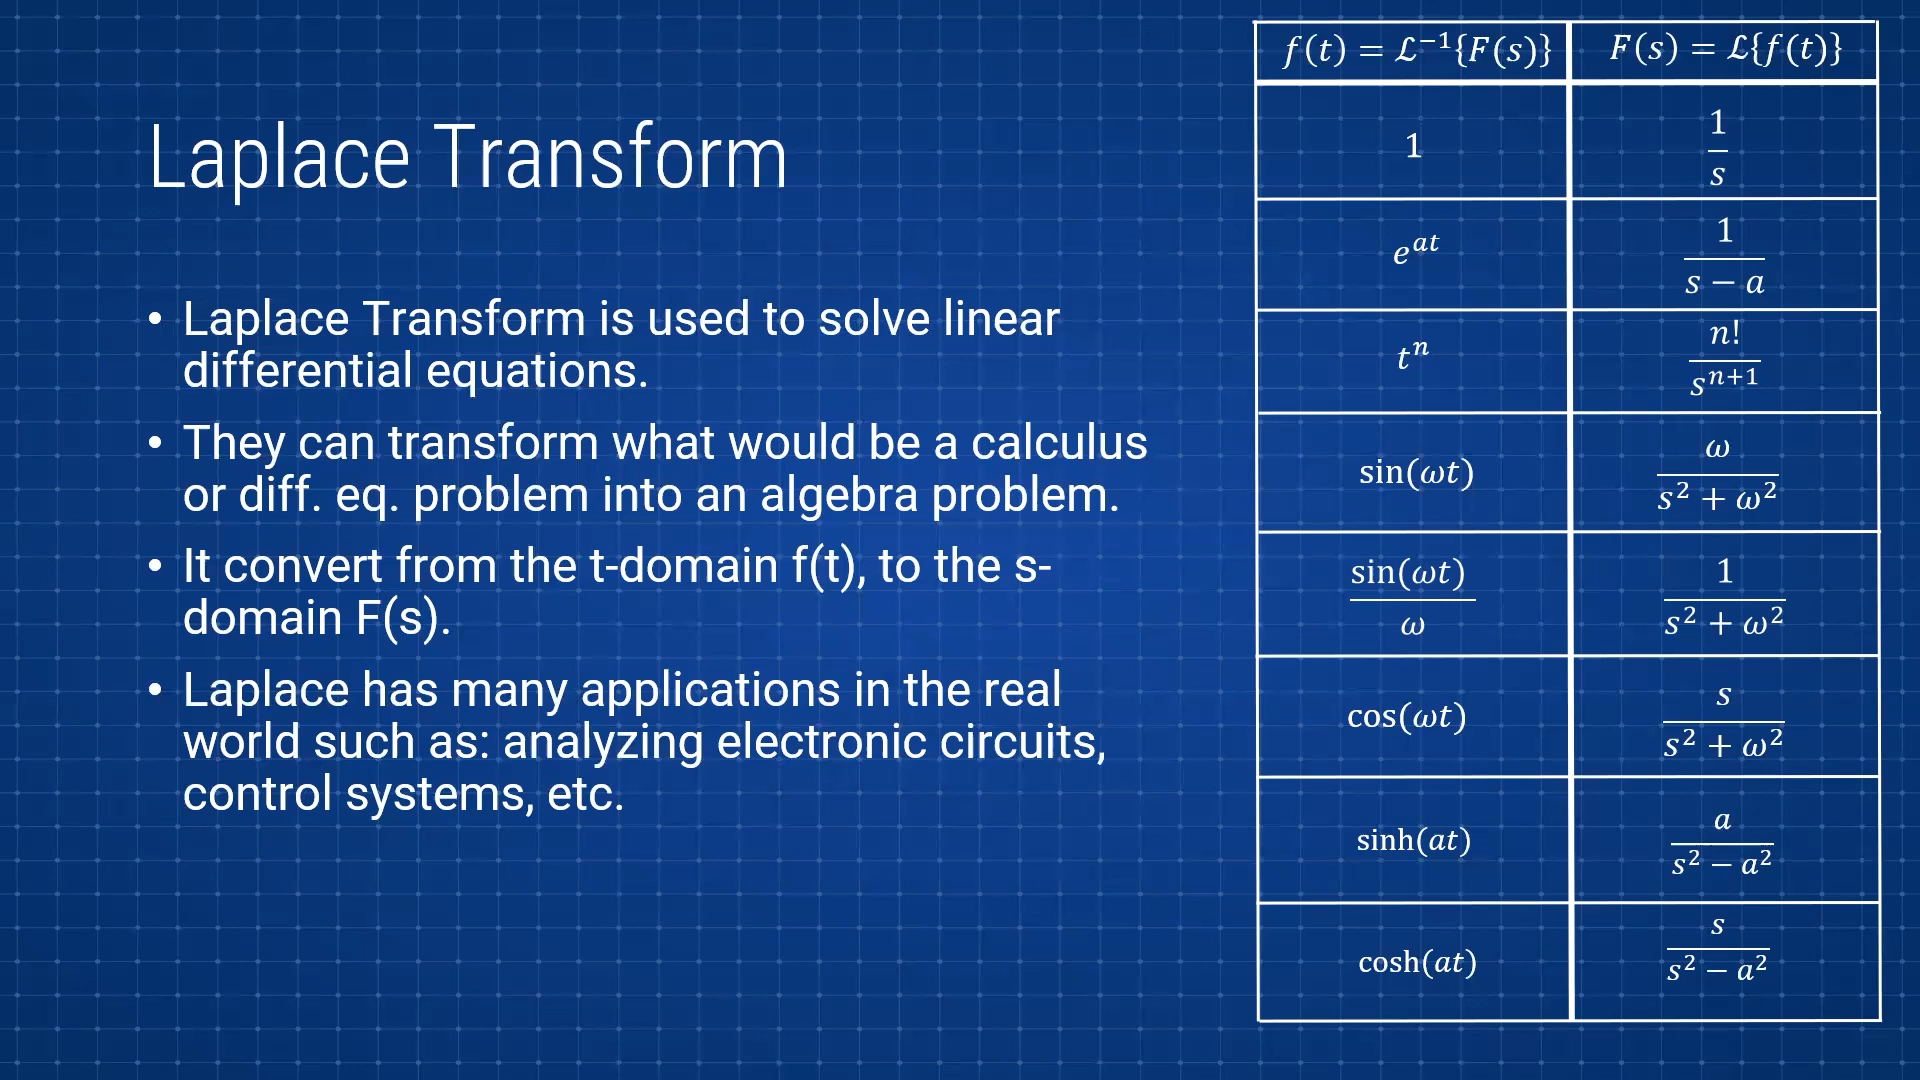 Laplace Transform
• Laplace Transform is used to solve linear
differential equations.
• They can transform what would be a calculus
or diff. eq. problem into an algebra problem.
• It convert from the t-domain f(t), to the s-
domain F(s).
• Laplace has many applications in the real
world such as: analyzing electronic circuits,
control systems, etc.
f(t) = ℒ⁻¹{F(s)} F(s) = ℒ{f(t)}
1 1/s
e^{at} 1/(s − a)
tⁿ n!/s^{n+1}
sin(ωt) ω/(s² + ω²)
sin(ωt)/ω 1/(s² + ω²)
cos(ωt) s/(s² + ω²)
sinh(at) a/(s² − a²)
cosh(at) s/(s² − a²)